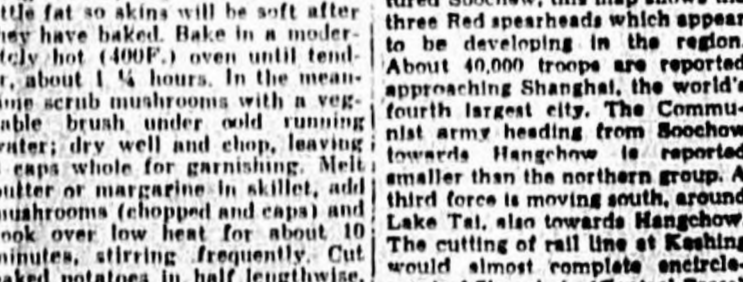 ttle fat so skins will be soft after
hey have baked. Bake in a moder-
tely hot (400F.) oven until tend-
r, about 1 ¼ hours. In the mean-
ime scrub mushrooms with a veg-
able brush under cold running
water; dry well and chop, leaving
caps whole for garnishing. Melt
butter or margarine in skillet, add
mushrooms (chopped and caps) and
ook over low heat for about 10
minutes, stirring frequently. Cut
baked potatoes in half lengthwise,
tured Soochow, this map shows
three Red spearheads which appear
to be developing in the region.
About 40,000 troops are reported
approaching Shanghai, the world's
fourth largest city. The Commu-
nist army heading from Soochow
towards Hangchow is reported
smaller than the northern group. A
third force is moving south, around
Lake Tai, also towards Hangchow
The cutting of rail line at Kashing
would almost complete encircle-